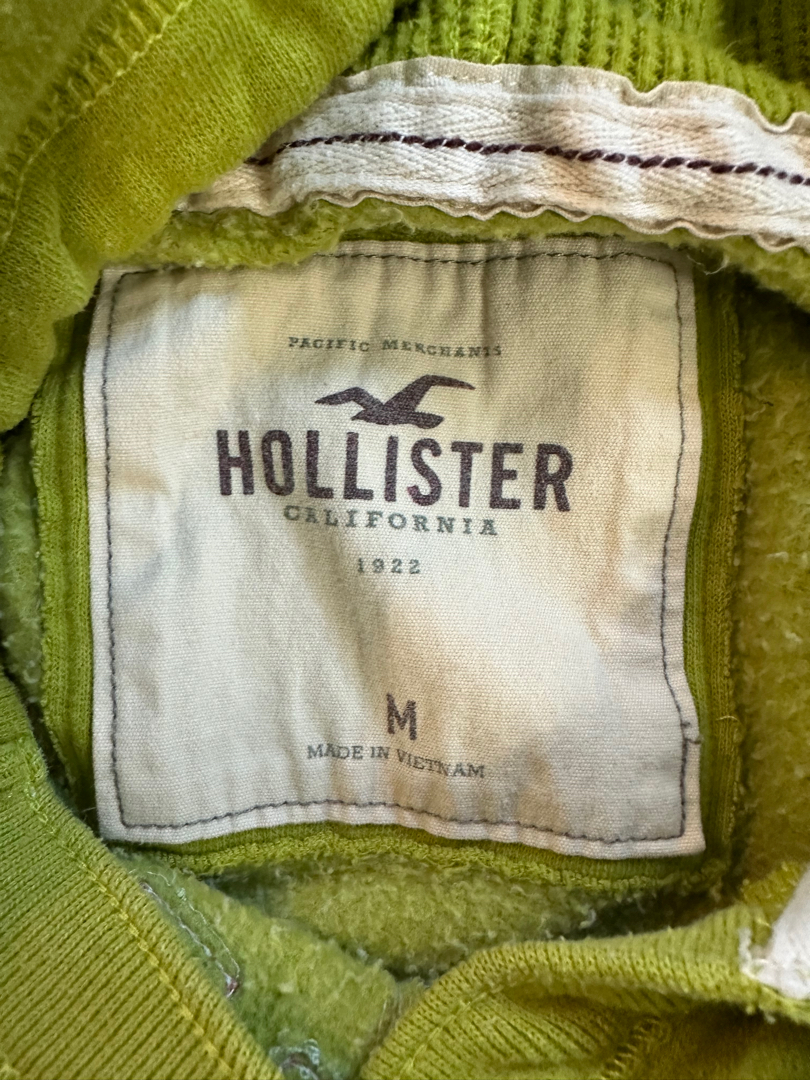 PACIFIC MERCHANTS
HOLLISTER
CALIFORNIA
1922
M
MADE IN VIETNAM